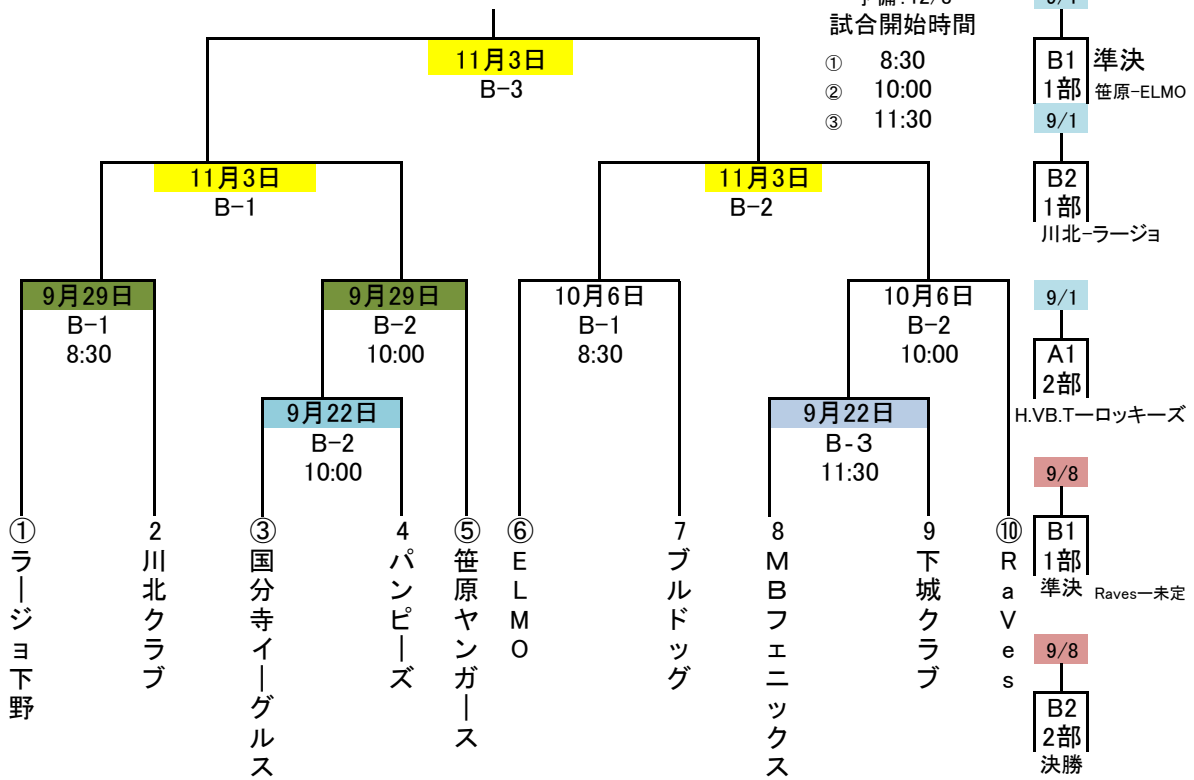 試合開始時間
① 8:30
② 10:00
③ 11:30
11月3日
B-3
11月3日
B-1
11月3日
B-2
9月29日
B-1
8:30
9月29日
B-2
10:00
10月6日
B-1
8:30
10月6日
B-2
10:00
9月22日
B-2
10:00
9月22日
B-3
11:30
①ラージョ下野
2川北クラブ
③国分寺イーグルス
4パンピーズ
⑤笹原ヤンガース
⑥ELMO
7ブルドッグ
8MBフェニックス
9下城クラブ
⑩RaVes
B1 準決
1部 笹原-ELMO
9/1
B2
1部
川北-ラージョ
9/1
A1
2部
H.VB.Tーロッキーズ
9/8
B1
1部
準決 Ravesー未定
9/8
B2
2部
決勝